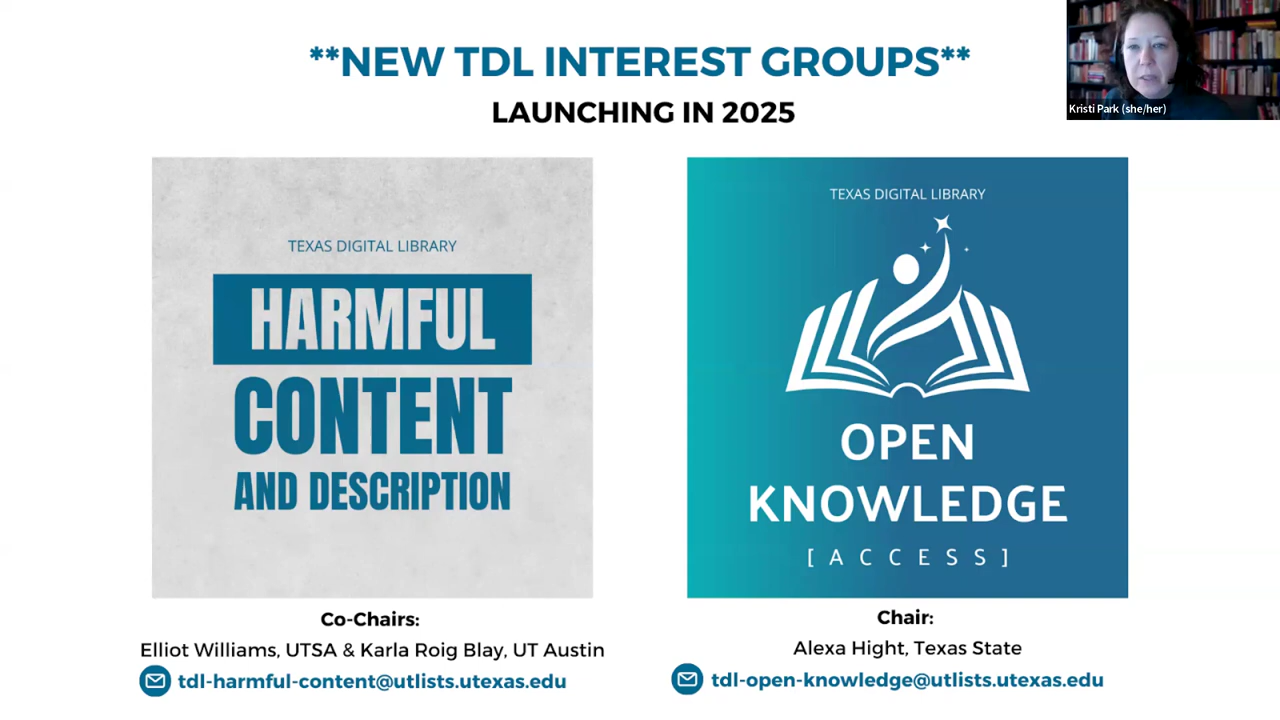 **NEW TDL INTEREST GROUPS**
LAUNCHING IN 2025
Kristi Park (she/her)
TEXAS DIGITAL LIBRARY
HARMFUL
CONTENT
AND DESCRIPTION
Co-Chairs:
Elliot Williams, UTSA & Karla Roig Blay, UT Austin
tdl-harmful-content@utlists.utexas.edu
TEXAS DIGITAL LIBRARY
OPEN
KNOWLEDGE
[ACCESS]
Chair:
Alexa Hight, Texas State
tdl-open-knowledge@utlists.utexas.edu